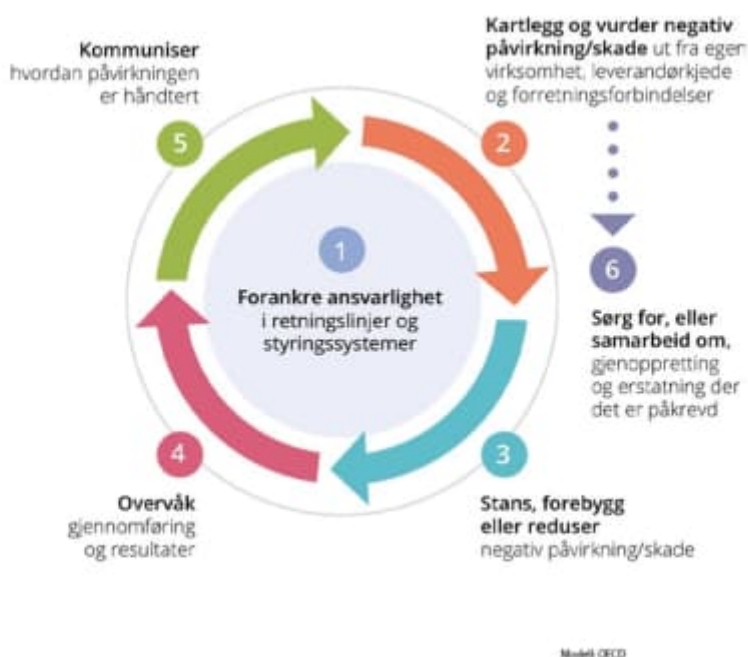 1
Forankre ansvarlighet
i retningslinjer og
styringssystemer
Kartlegg og vurder negativ
påvirkning/skade ut fra egen
virksomhet, leverandørkjede
og forretningsforbindelser
2
3
Stans, forebygg
eller reduser
negativ påvirkning/skade
4
Overvåk
gjennomføring
og resultater
Kommuniser
hvordan påvirkningen
er håndtert
5
6
Sørg for, eller
samarbeid om,
gjenoppretting
og erstatning der
det er påkrevd
Modell: OECD